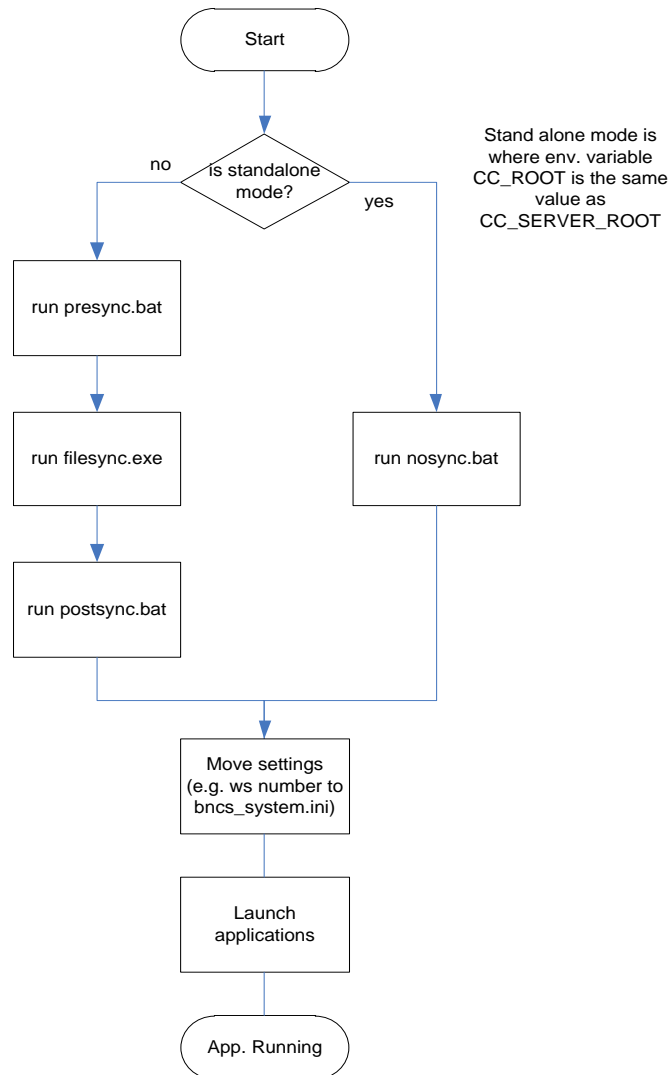 Start
is standalone
mode?
no
yes
Stand alone mode is
where env. variable
CC_ROOT is the same
value as
CC_SERVER_ROOT
run presync.bat
run filesync.exe
run nosync.bat
run postsync.bat
Move settings
(e.g. ws number to
bncs_system.ini)
Launch
applications
App. Running